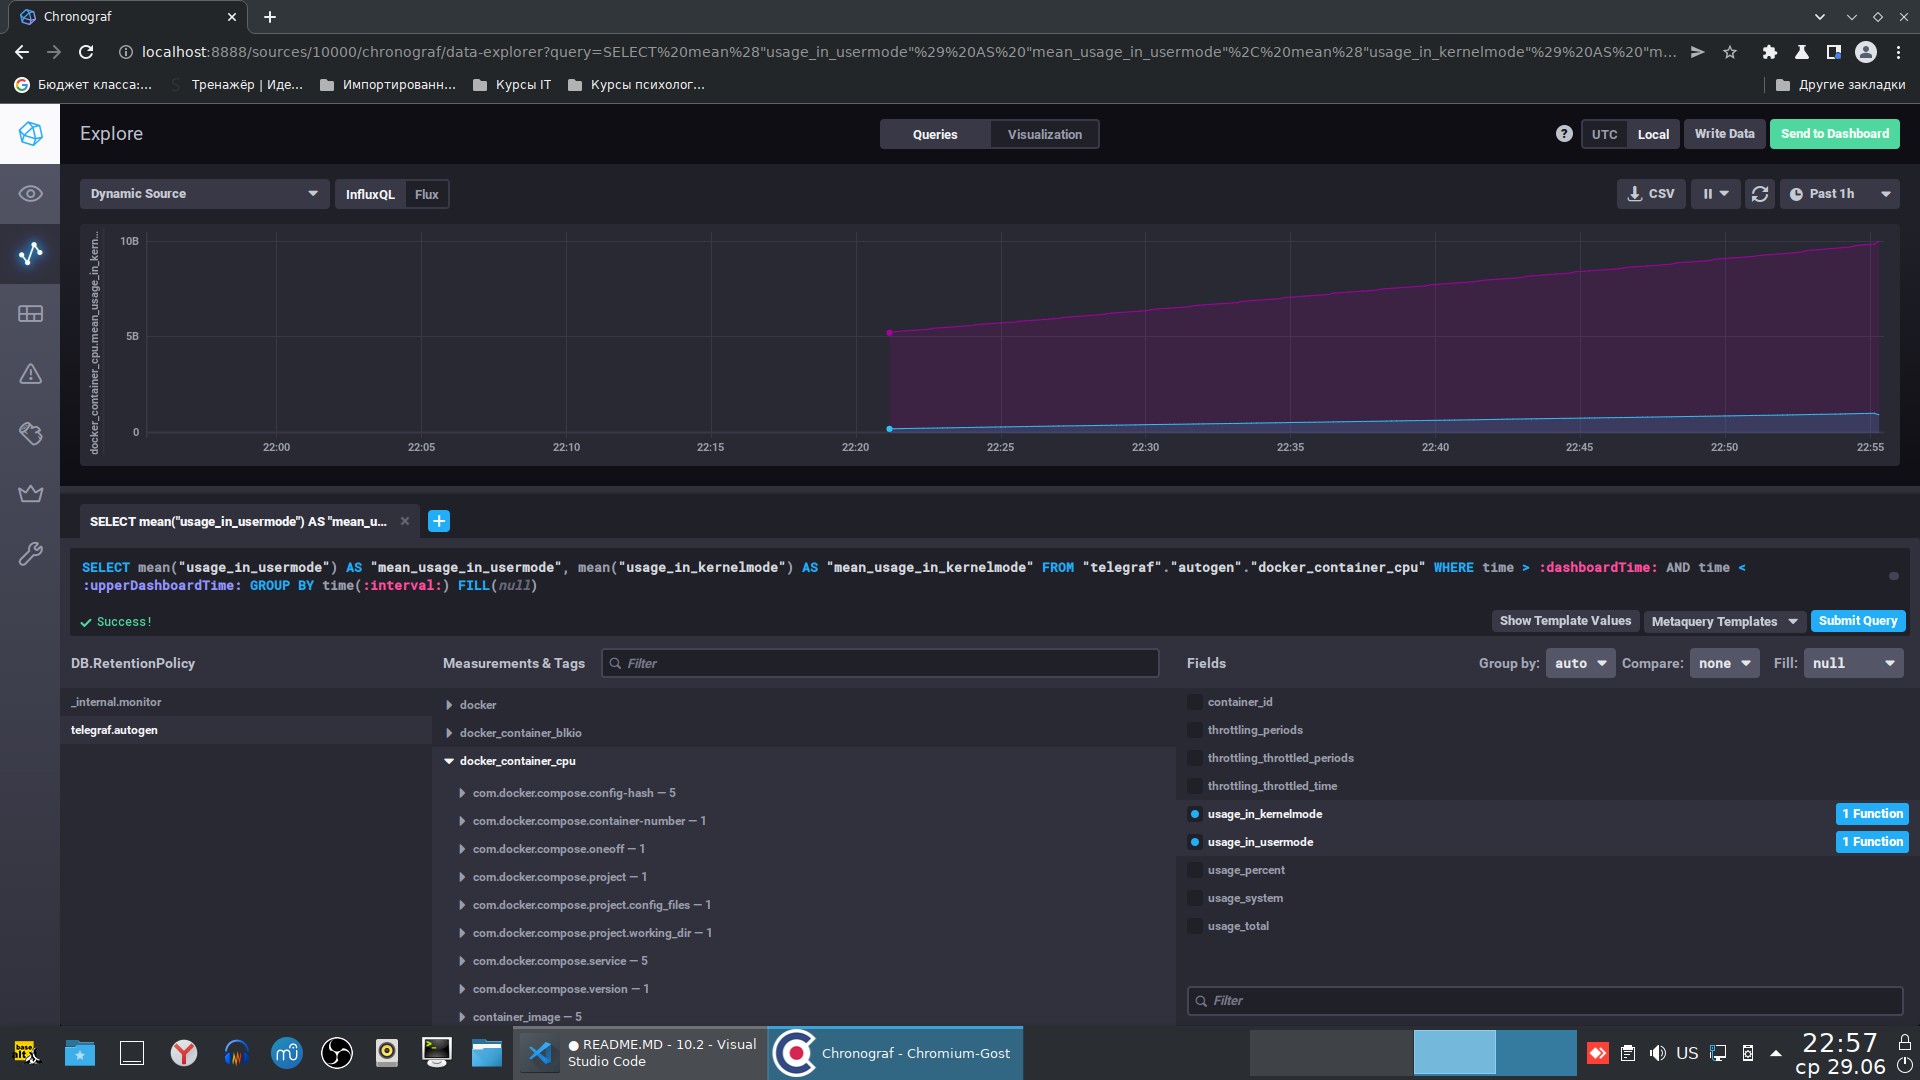 Chronograf
localhost:8888/sources/10000/chronograf/data-explorer?query=SELECT%20mean%28"usage_in_usermode"%29%20AS%20"mean_usage_in_usermode"%2C%20mean%28"usage_in_kernelmode"%29%20AS%20"m...
Бюджет класса:...
Тренажёр | Иде...
Импортированн...
Курсы IT
Курсы психолог...
Другие закладки
Explore
Queries
Visualization
?
UTC
Local
Write Data
Send to Dashboard
Dynamic Source
InfluxQL
Flux
CSV
Past 1h
docker_container_cpu.mean_usage_in_kern...
10B
5B
0
22:00
22:05
22:10
22:15
22:20
22:25
22:30
22:35
22:40
22:45
22:50
22:55
SELECT mean("usage_in_usermode") AS "mean_u...
SELECT mean("usage_in_usermode") AS "mean_usage_in_usermode", mean("usage_in_kernelmode") AS "mean_usage_in_kernelmode" FROM "telegraf"."autogen"."docker_container_cpu" WHERE time > :dashboardTime: AND time <
:upperDashboardTime: GROUP BY time(:interval:) FILL(null)
Success!
Show Template Values
Metaquery Templates
Submit Query
DB.RetentionPolicy
Measurements & Tags
Filter
Fields
Group by:
auto
Compare:
none
Fill:
null
_internal.monitor
telegraf.autogen
docker
docker_container_blkio
docker_container_cpu
com.docker.compose.config-hash — 5
com.docker.compose.container-number — 1
com.docker.compose.oneoff — 1
com.docker.compose.project — 1
com.docker.compose.project.config_files — 1
com.docker.compose.project.working_dir — 1
com.docker.compose.service — 5
com.docker.compose.version — 1
container_image — 5
container_id
throttling_periods
throttling_throttled_periods
throttling_throttled_time
usage_in_kernelmode
1 Function
usage_in_usermode
1 Function
usage_percent
usage_system
usage_total
Filter
● README.MD - 10.2 - Visual
Studio Code
Chronograf - Chromium-Gost
US
22:57
ср 29.06